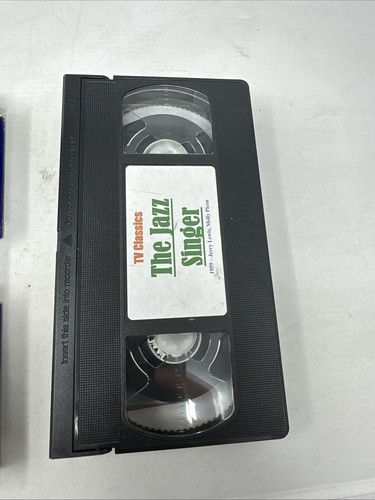 TV Classics
The Jazz
Singer
1959 - Jerry Lewis, Molly Picon
Insert this side into recorder